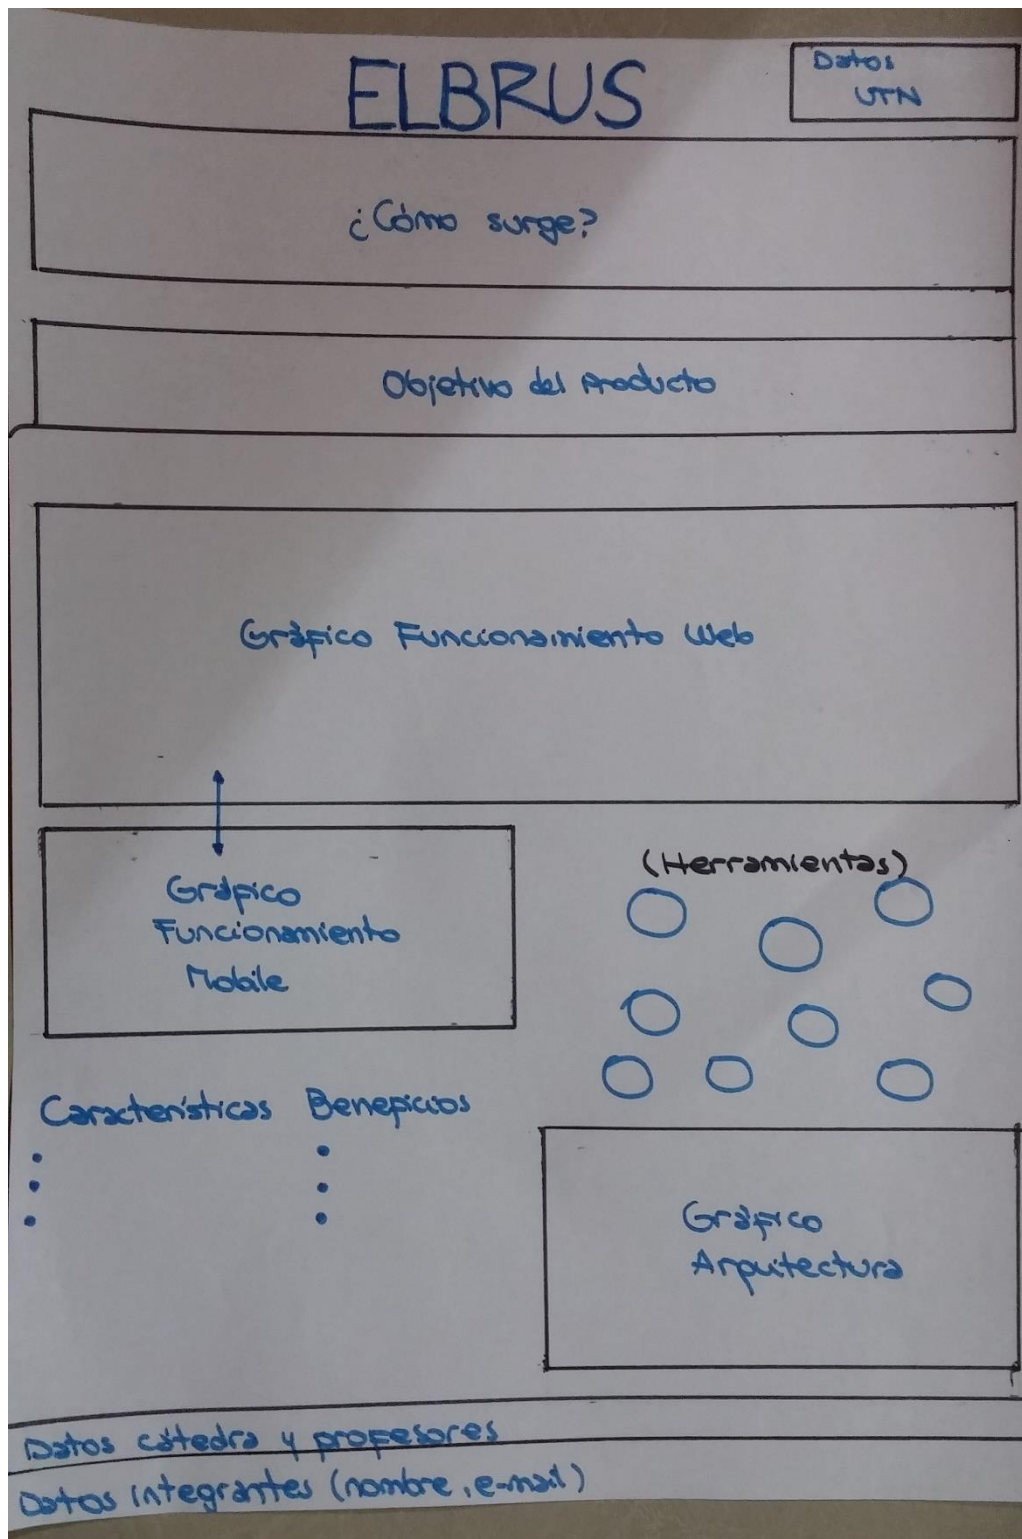 ELBRUS
Datos
UTN
¿Cómo surge?
Objetivo del Producto
Gráfico Funcionamiento Web
Gráfico
Funcionamiento
Mobile
(Herramientas)
Características Beneficios
Gráfico
Arquitectura
Datos cátedra y profesores
Datos integrantes (nombre, e-mail)